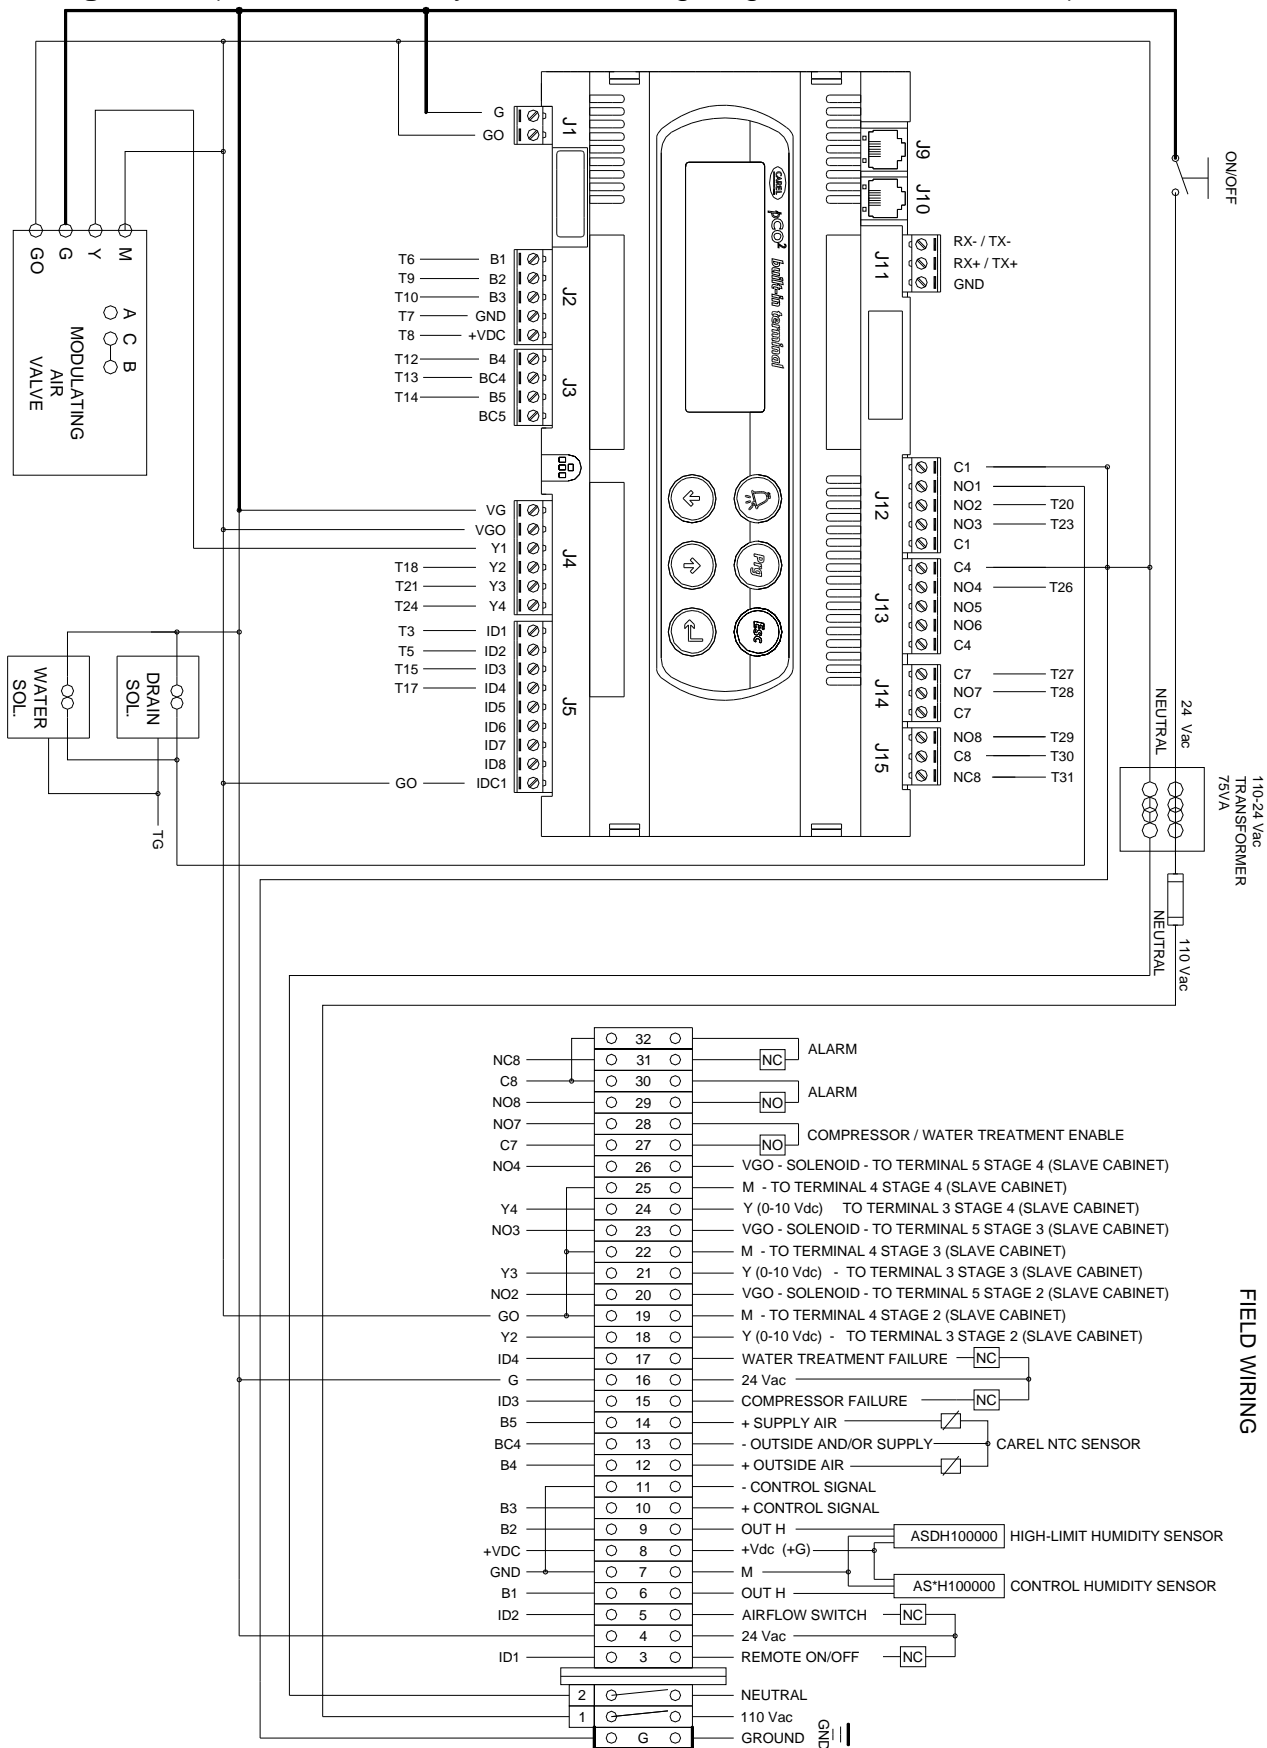 ON/OFF
G
GO
J1
J9
J10
CAREL
pCO2 built-in terminal
J11
RX- / TX-
RX+ / TX+
GND
GO
G
Y
M
A
C
B
MODULATING
AIR
VALVE
T6 B1
T9 B2
T10 B3
T7 GND
T8 +VDC
J2
T12 B4
T13 BC4
T14 B5
BC5
J3
VG
VGO
Y1
T18 Y2
T21 Y3
T24 Y4
J4
T3 ID1
T5 ID2
T15 ID3
T17 ID4
ID5
ID6
ID7
ID8
GO IDC1
J5
Prg
Esc
J12
C1
NO1
NO2 T20
NO3 T23
C1
J13
C4
NO4 T26
NO5
NO6
C4
J14
C7 T27
NO7 T28
C7
J15
NO8 T29
C8 T30
NC8 T31
WATER
SOL.
DRAIN
SOL.
TG
24 Vac
NEUTRAL
110-24 Vac
TRANSFORMER
75VA
110 Vac
NEUTRAL
FIELD WIRING
32
ALARM
NC8 31 NC
C8 30
ALARM
NO8 29 NO
NO7 28
COMPRESSOR / WATER TREATMENT ENABLE
C7 27 NO
NO4 26 VGO - SOLENOID - TO TERMINAL 5 STAGE 4 (SLAVE CABINET)
25 M - TO TERMINAL 4 STAGE 4 (SLAVE CABINET)
Y4 24 Y (0-10 Vdc) TO TERMINAL 3 STAGE 4 (SLAVE CABINET)
NO3 23 VGO - SOLENOID - TO TERMINAL 5 STAGE 3 (SLAVE CABINET)
22 M - TO TERMINAL 4 STAGE 3 (SLAVE CABINET)
Y3 21 Y (0-10 Vdc) - TO TERMINAL 3 STAGE 3 (SLAVE CABINET)
NO2 20 VGO - SOLENOID - TO TERMINAL 5 STAGE 2 (SLAVE CABINET)
GO 19 M - TO TERMINAL 4 STAGE 2 (SLAVE CABINET)
Y2 18 Y (0-10 Vdc) - TO TERMINAL 3 STAGE 2 (SLAVE CABINET)
ID4 17 WATER TREATMENT FAILURE NC
G 16 24 Vac
ID3 15 COMPRESSOR FAILURE NC
B5 14 + SUPPLY AIR
BC4 13 - OUTSIDE AND/OR SUPPLY CAREL NTC SENSOR
B4 12 + OUTSIDE AIR
11 - CONTROL SIGNAL
B3 10 + CONTROL SIGNAL
B2 9 OUT H ASDH100000 HIGH-LIMIT HUMIDITY SENSOR
+VDC 8 +Vdc (+G)
GND 7 M
B1 6 OUT H AS*H100000 CONTROL HUMIDITY SENSOR
ID2 5 AIRFLOW SWITCH NC
4 24 Vac
ID1 3 REMOTE ON/OFF NC
2 NEUTRAL
1 110 Vac
G GROUND GND